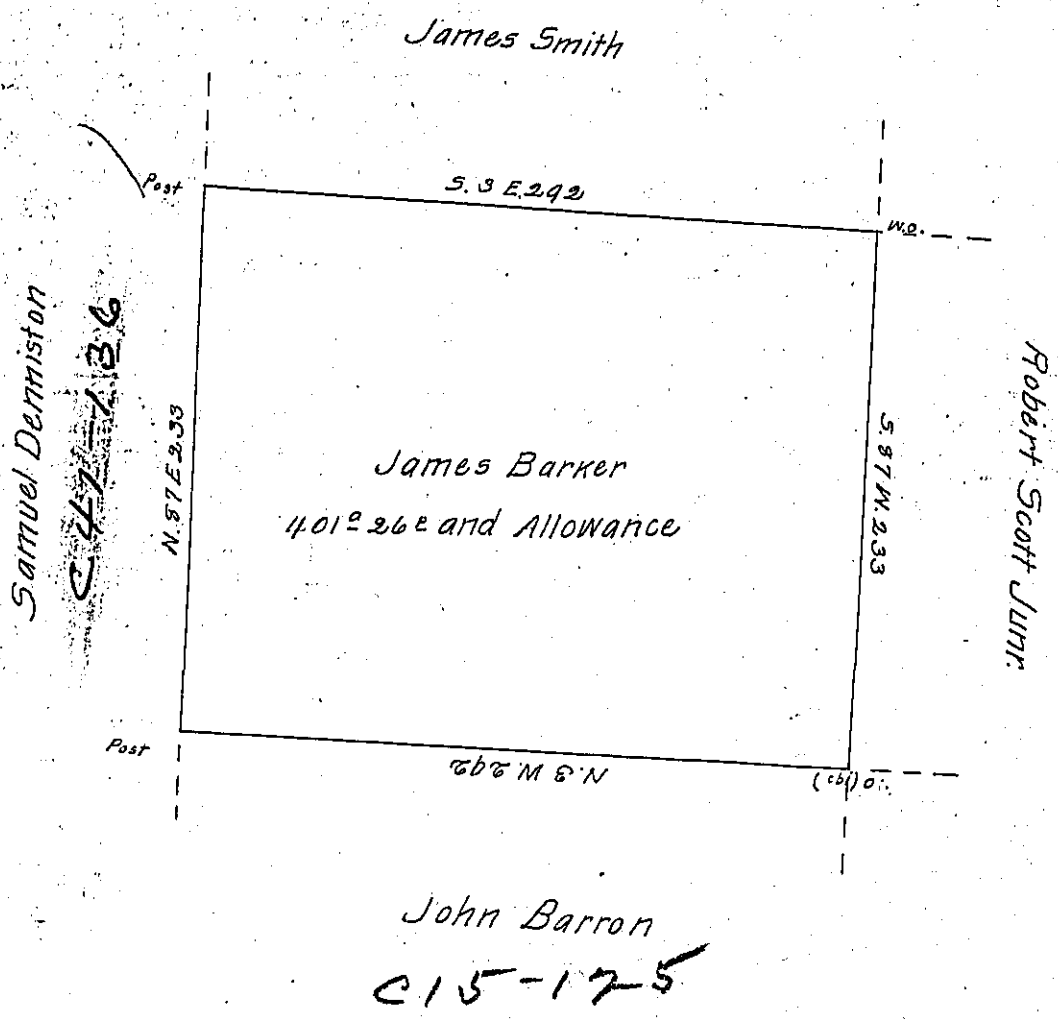 James Smith
Post
S. 3 E. 292
W.O.
Samuel Denniston
C47-136
N. 87 E 233
S 87 W. 233
Robert Scott Junr.
James Barker
401ª 26 and Allowance
Post
N. 3 W. 292
John Barron
C15-175